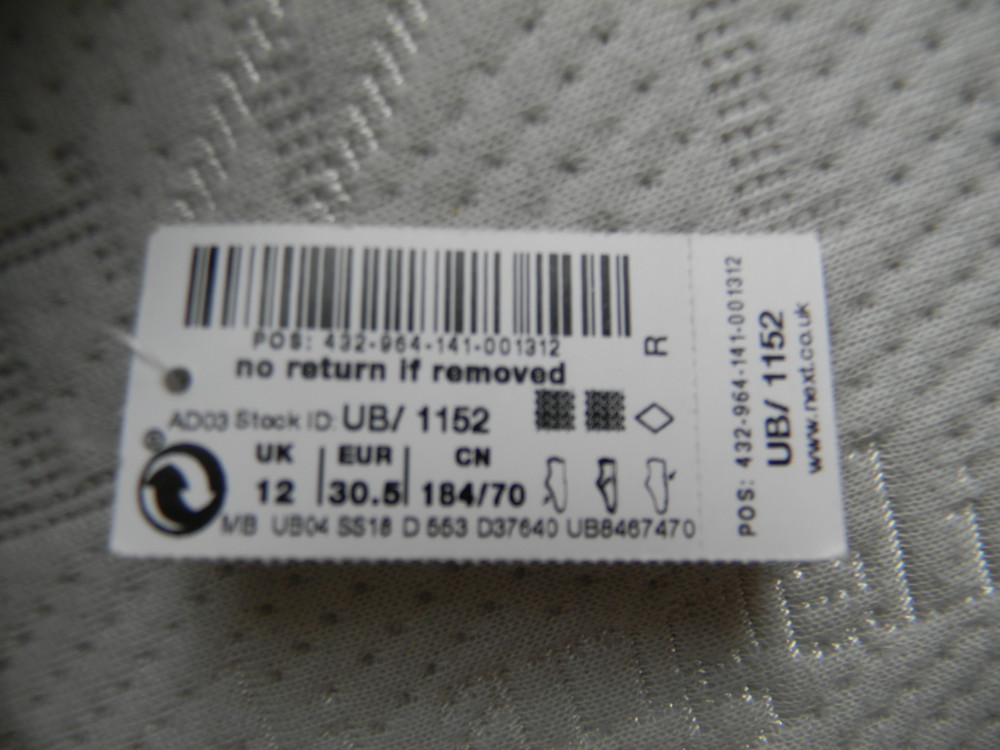 POS: 432-964-141-001312
R
no return if removed
AD03 Stock ID: UB/ 1152
UK EUR CN
12 30.5 184/70
MB UB04 SS18 D 553 D37640 UB8467470
POS: 432-964-141-001312
UB/ 1152
www.next.co.uk